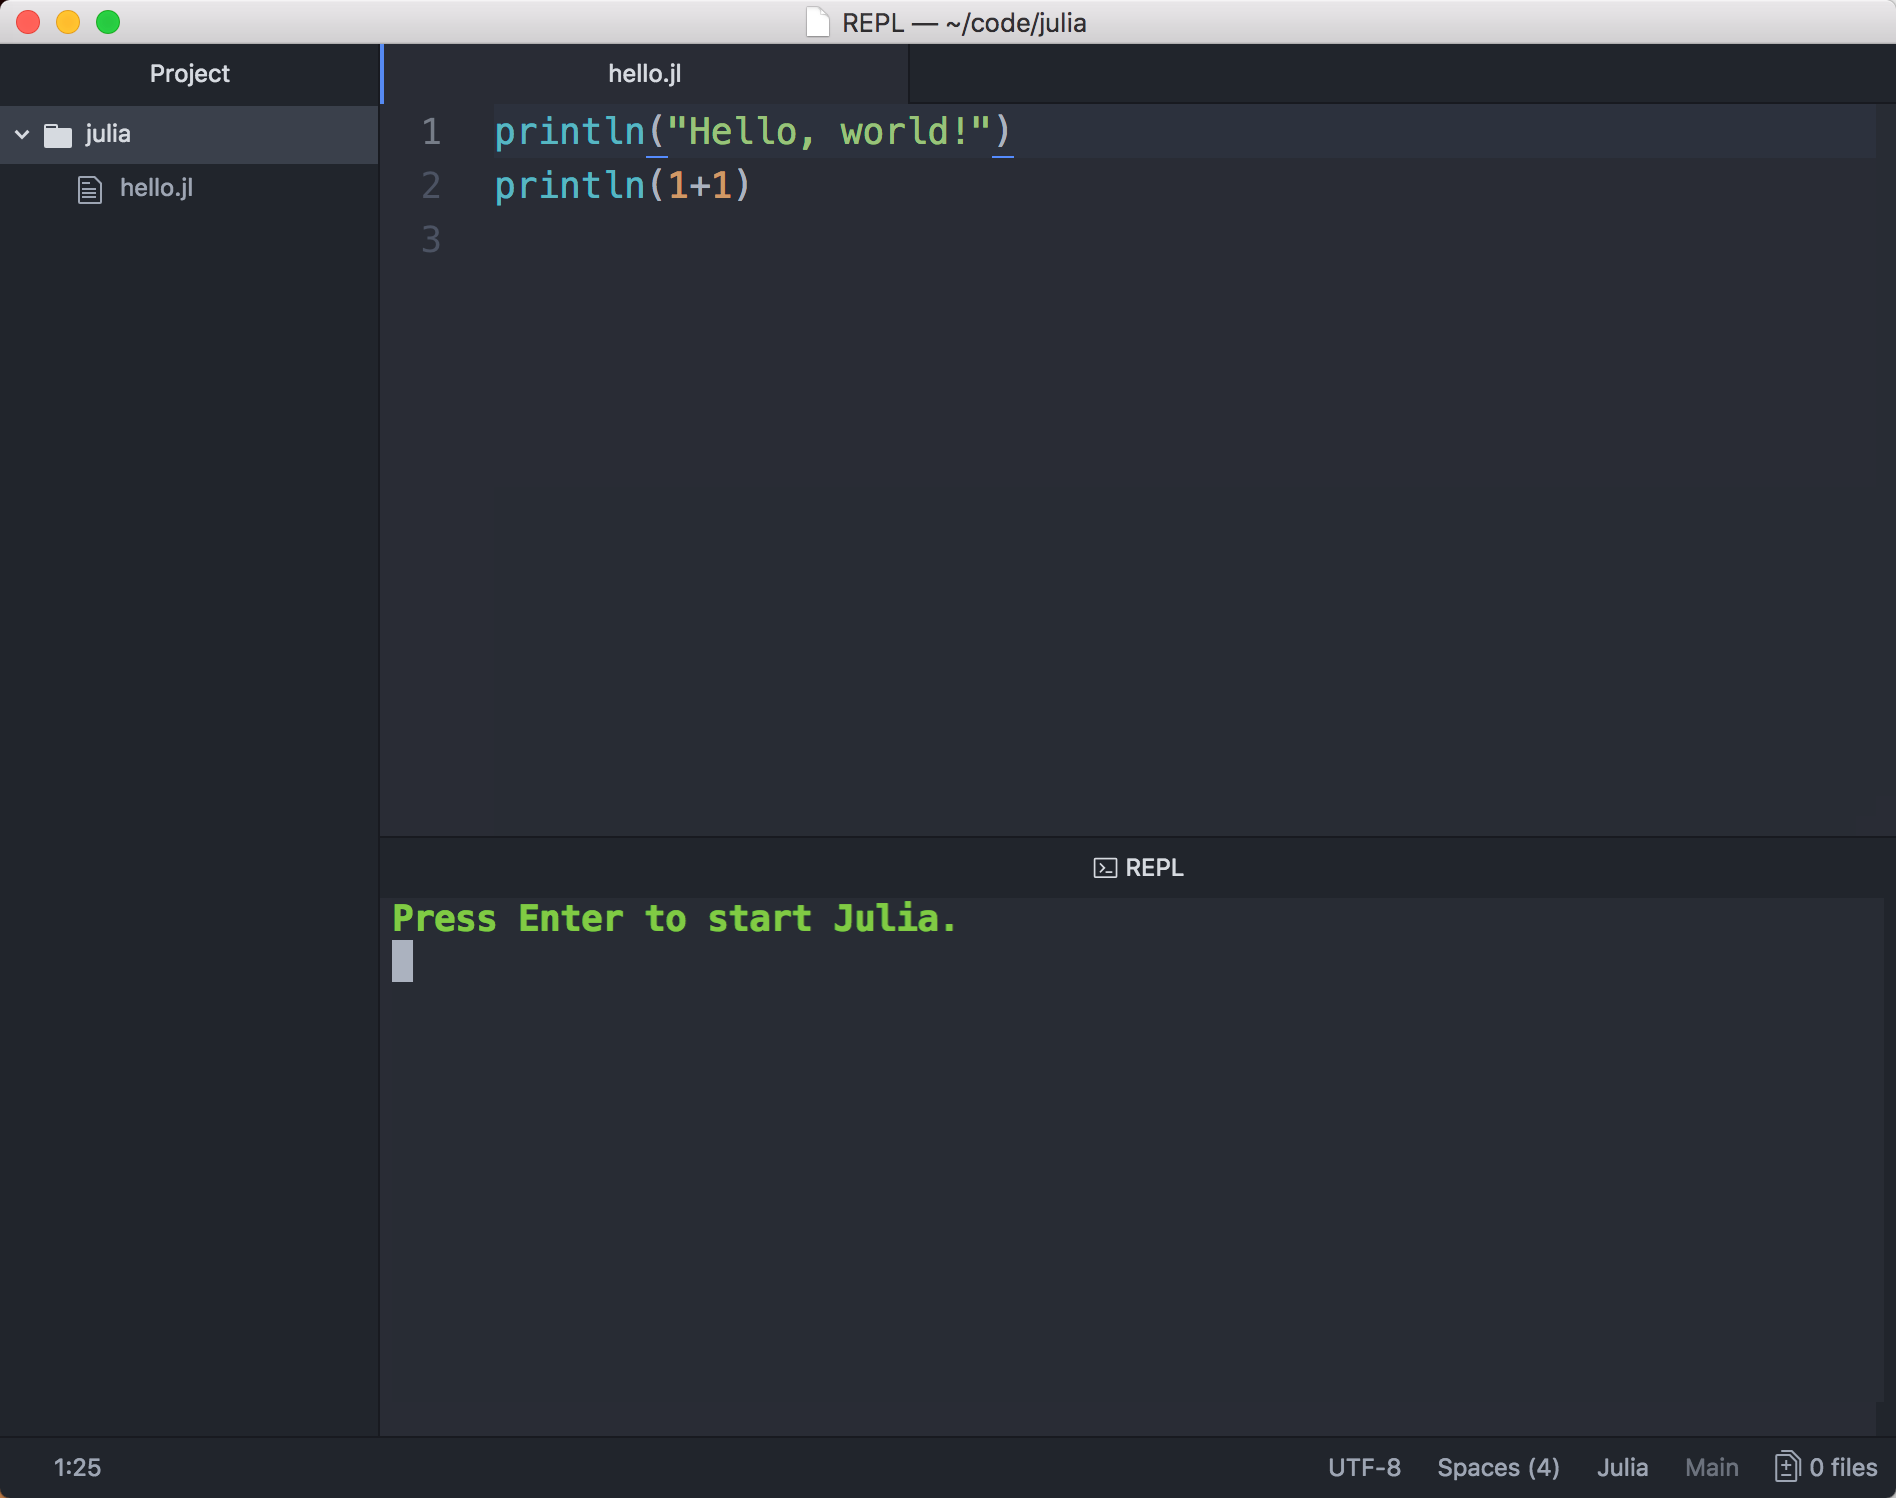 REPL — ~/code/julia
Project
hello.jl
julia
hello.jl
1 println("Hello, world!")
2 println(1+1)
3
REPL
Press Enter to start Julia.
1:25
UTF-8 Spaces (4) Julia Main 0 files